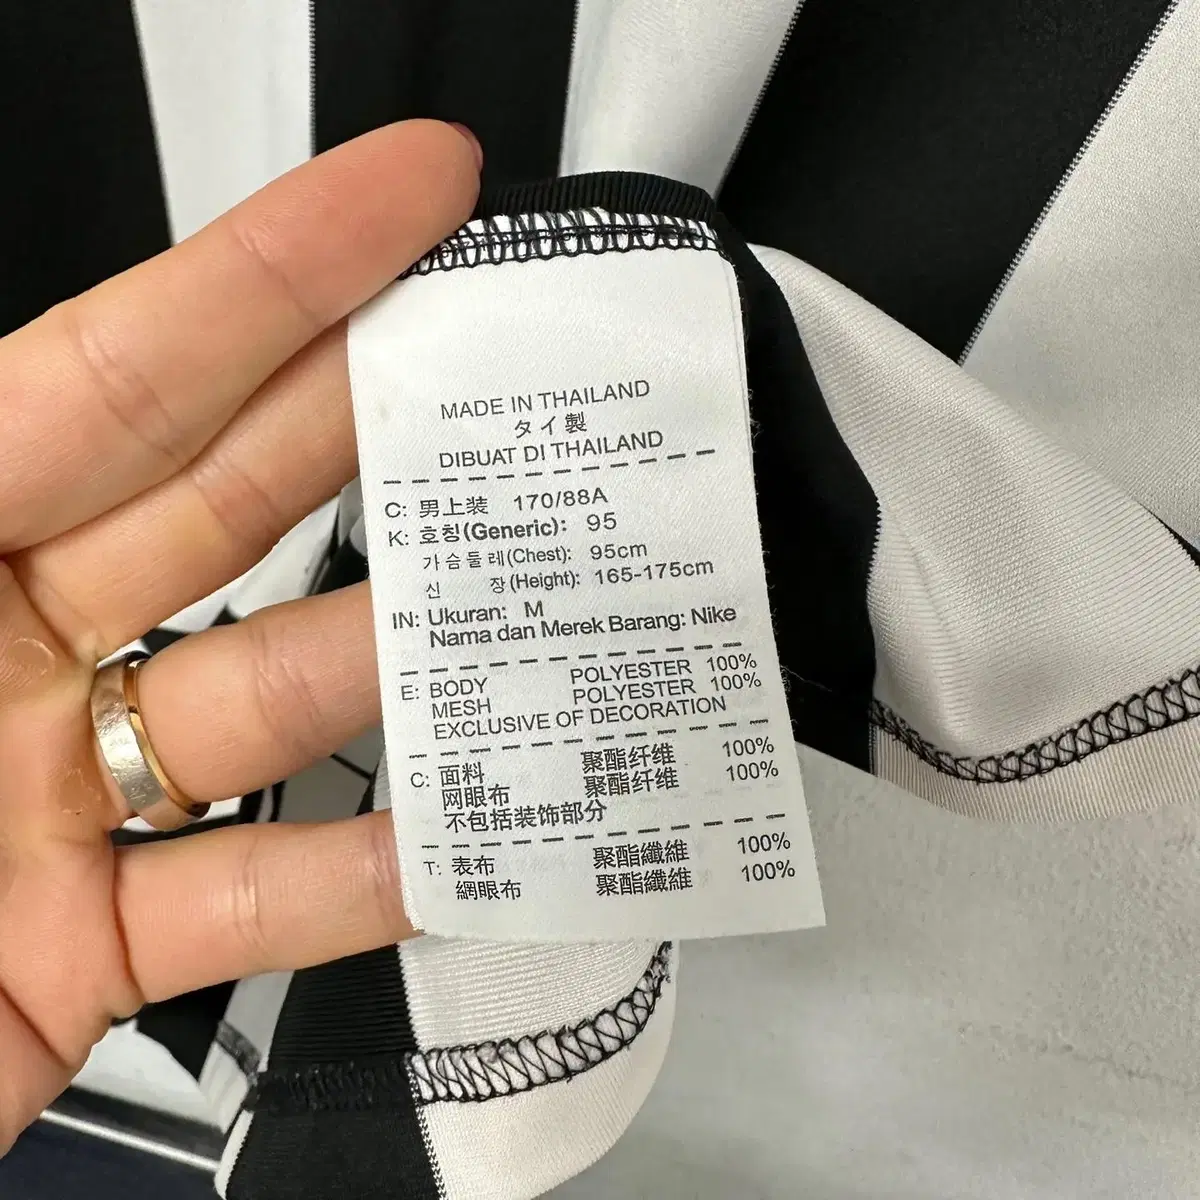 MADE IN THAILAND
タイ製
DIBUAT DI THAILAND
C: 男上装 170/88A
K: 호칭(Generic): 95
가슴둘레(Chest): 95cm
신 장(Height): 165-175cm
IN: Ukuran: M
Nama dan Merek Barang: Nike
E: BODY POLYESTER 100%
MESH POLYESTER 100%
EXCLUSIVE OF DECORATION
C: 面料 聚酯纤维 100%
网眼布 聚酯纤维 100%
不包括装饰部分
T: 表布 聚酯纖維 100%
網眼布 聚酯纖維 100%